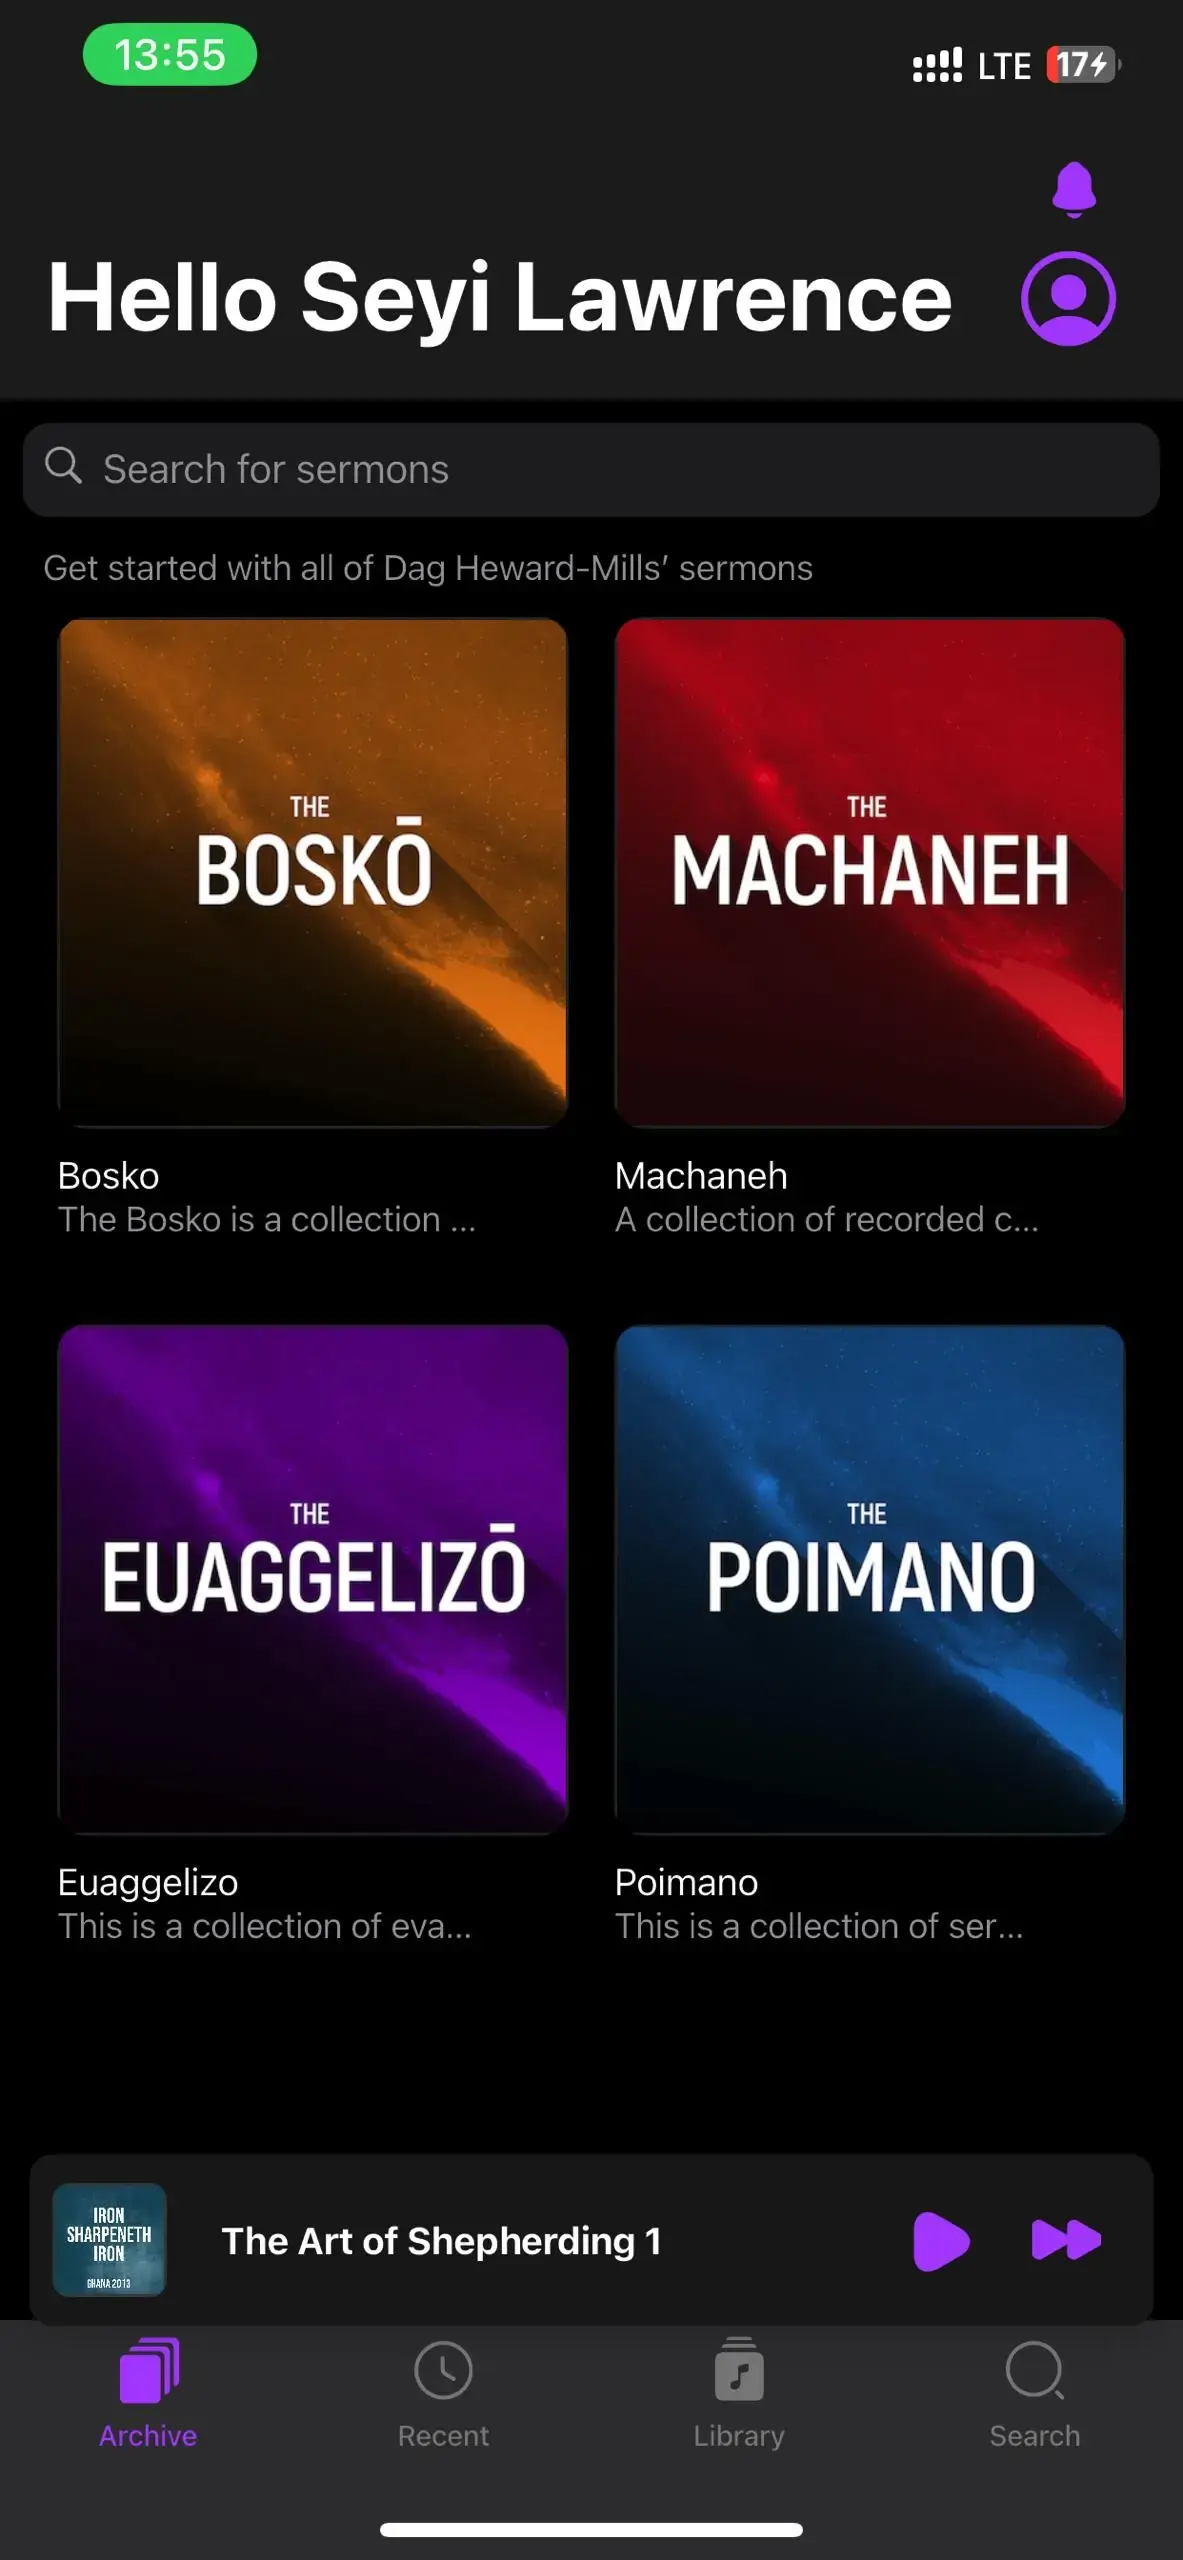 13:55
LTE 17
Hello Seyi Lawrence
Search for sermons
Get started with all of Dag Heward-Mills’ sermons
THE
BOSKŌ
THE
MACHANEH
Bosko
The Bosko is a collection ...
Machaneh
A collection of recorded c...
THE
EUAGGELIZŌ
THE
POIMANO
Euaggelizo
This is a collection of eva...
Poimano
This is a collection of ser...
IRON
SHARPENETH
IRON
GHANA 2013
The Art of Shepherding 1
Archive
Recent
Library
Search